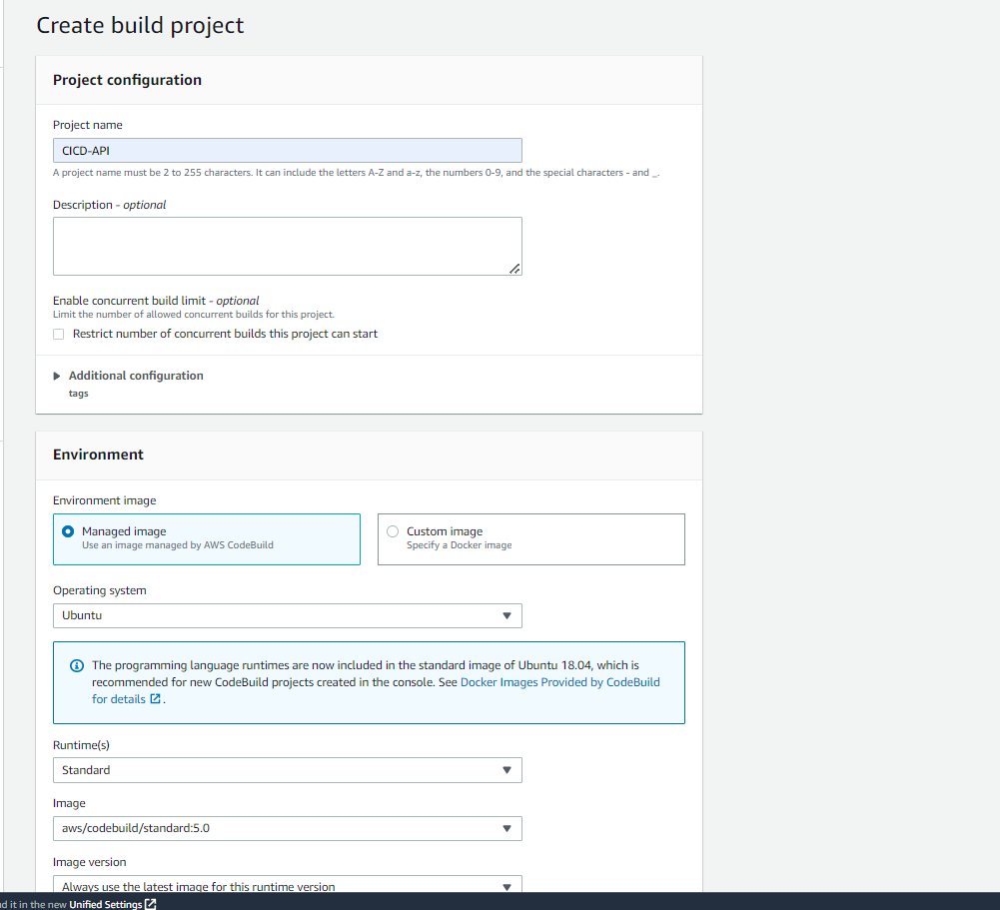 Create build project
Project configuration
Project name
CICD-API
A project name must be 2 to 255 characters. It can include the letters A-Z and a-z, the numbers 0-9, and the special characters - and _.
Description - optional
Enable concurrent build limit - optional
Limit the number of allowed concurrent builds for this project.
Restrict number of concurrent builds this project can start
Additional configuration
tags
Environment
Environment image
Managed image
Use an image managed by AWS CodeBuild
Custom image
Specify a Docker image
Operating system
Ubuntu
The programming language runtimes are now included in the standard image of Ubuntu 18.04, which is
recommended for new CodeBuild projects created in the console. See Docker Images Provided by CodeBuild
for details .
Runtime(s)
Standard
Image
aws/codebuild/standard:5.0
Image version
Always use the latest image for this runtime version
d it in the new Unified Settings